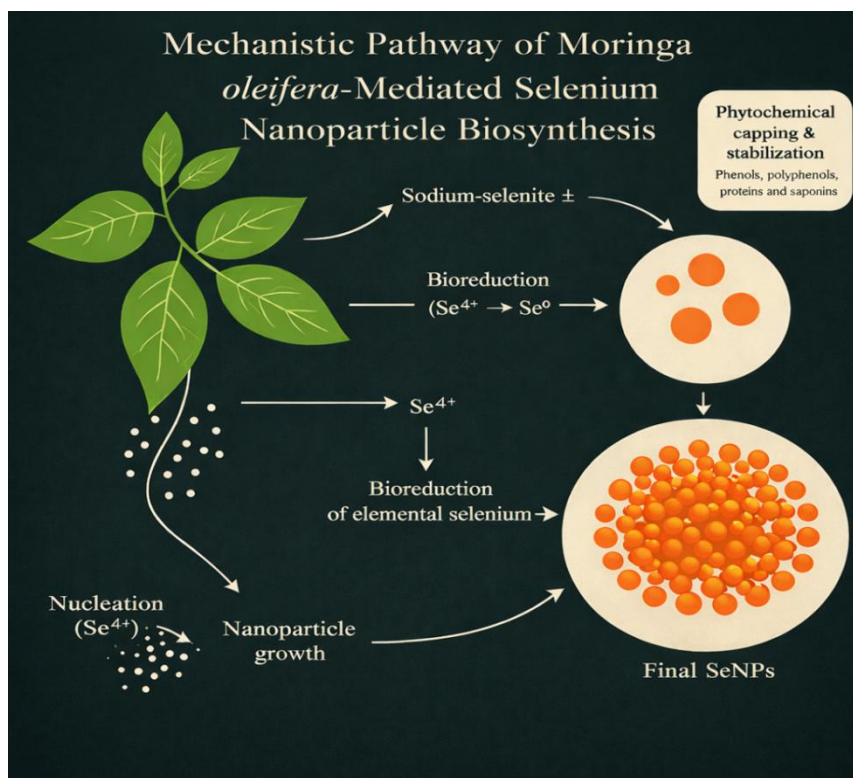 Mechanistic Pathway of Moringa
oleifera-Mediated Selenium
Nanoparticle Biosynthesis
Phytochemical
capping &
stabilization
Phenols, polyphenols,
proteins and saponins
Sodium-selenite ±
Bioreduction
(Se⁴⁺ → Se⁰
Se⁴⁺
Bioreduction
of elemental selenium
Nucleation
(Se⁴⁺)
Nanoparticle
growth
Final SeNPs